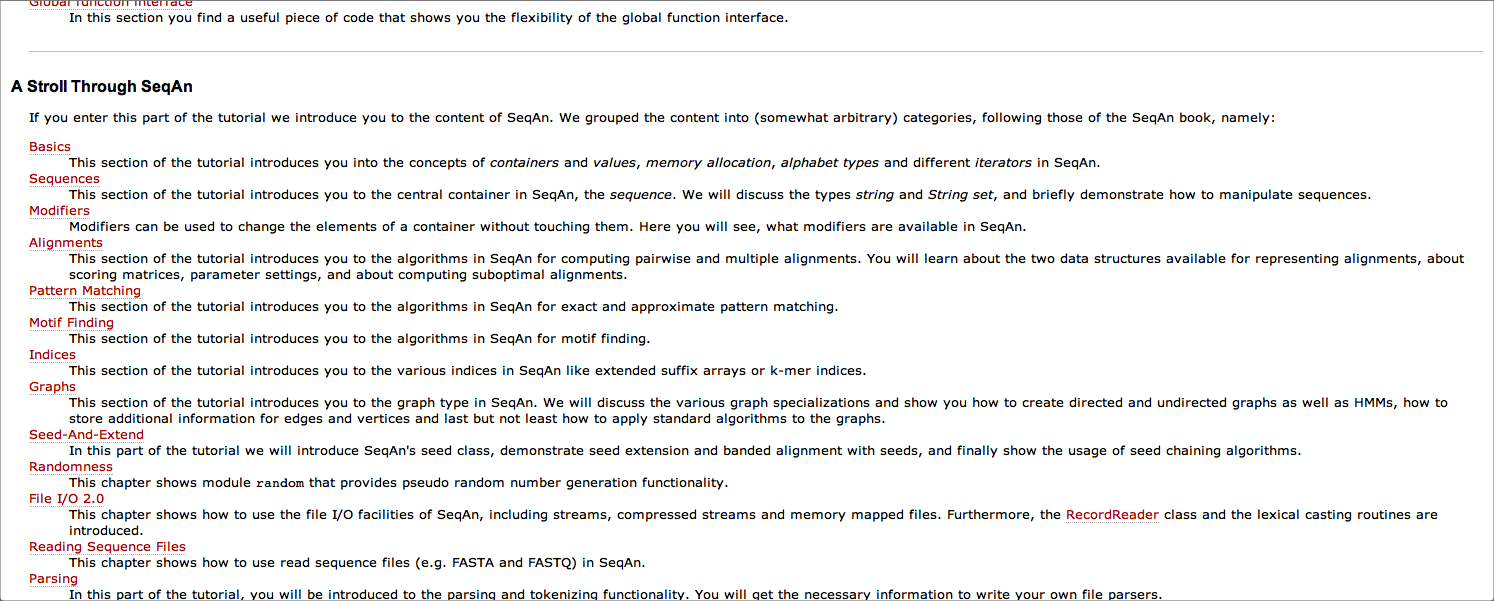 Global function interface
In this section you find a useful piece of code that shows you the flexibility of the global function interface.
A Stroll Through SeqAn
If you enter this part of the tutorial we introduce you to the content of SeqAn. We grouped the content into (somewhat arbitrary) categories, following those of the SeqAn book, namely:
Basics
This section of the tutorial introduces you into the concepts of containers and values, memory allocation, alphabet types and different iterators in SeqAn.
Sequences
This section of the tutorial introduces you to the central container in SeqAn, the sequence. We will discuss the types string and String set, and briefly demonstrate how to manipulate sequences.
Modifiers
Modifiers can be used to change the elements of a container without touching them. Here you will see, what modifiers are available in SeqAn.
Alignments
This section of the tutorial introduces you to the algorithms in SeqAn for computing pairwise and multiple alignments. You will learn about the two data structures available for representing alignments, about
scoring matrices, parameter settings, and about computing suboptimal alignments.
Pattern Matching
This section of the tutorial introduces you to the algorithms in SeqAn for exact and approximate pattern matching.
Motif Finding
This section of the tutorial introduces you to the algorithms in SeqAn for motif finding.
Indices
This section of the tutorial introduces you to the various indices in SeqAn like extended suffix arrays or k-mer indices.
Graphs
This section of the tutorial introduces you to the graph type in SeqAn. We will discuss the various graph specializations and show you how to create directed and undirected graphs as well as HMMs, how to
store additional information for edges and vertices and last but not least how to apply standard algorithms to the graphs.
Seed-And-Extend
In this part of the tutorial we will introduce SeqAn's seed class, demonstrate seed extension and banded alignment with seeds, and finally show the usage of seed chaining algorithms.
Randomness
This chapter shows module random that provides pseudo random number generation functionality.
File I/O 2.0
This chapter shows how to use the file I/O facilities of SeqAn, including streams, compressed streams and memory mapped files. Furthermore, the RecordReader class and the lexical casting routines are
introduced.
Reading Sequence Files
This chapter shows how to use read sequence files (e.g. FASTA and FASTQ) in SeqAn.
Parsing
In this part of the tutorial, you will be introduced to the parsing and tokenizing functionality. You will get the necessary information to write your own file parsers.